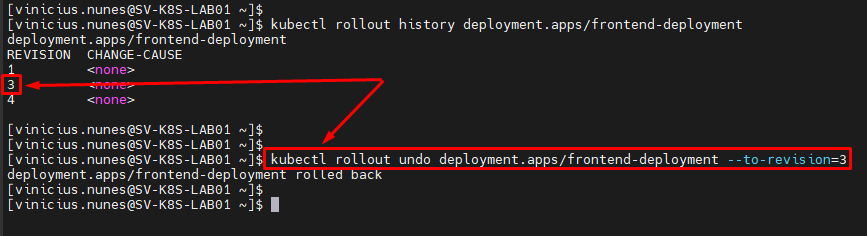 [vinicius.nunes@SV-K8S-LAB01 ~]$
[vinicius.nunes@SV-K8S-LAB01 ~]$ kubectl rollout history deployment.apps/frontend-deployment
deployment.apps/frontend-deployment
REVISION  CHANGE-CAUSE
1         <none>
3         <none>
4         <none>
[vinicius.nunes@SV-K8S-LAB01 ~]$
[vinicius.nunes@SV-K8S-LAB01 ~]$
[vinicius.nunes@SV-K8S-LAB01 ~]$ kubectl rollout undo deployment.apps/frontend-deployment --to-revision=3
deployment.apps/frontend-deployment rolled back
[vinicius.nunes@SV-K8S-LAB01 ~]$
[vinicius.nunes@SV-K8S-LAB01 ~]$